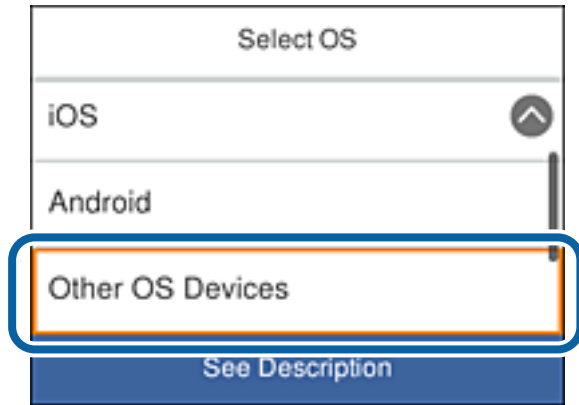 Select OS
iOS
Android
Other OS Devices
See Description